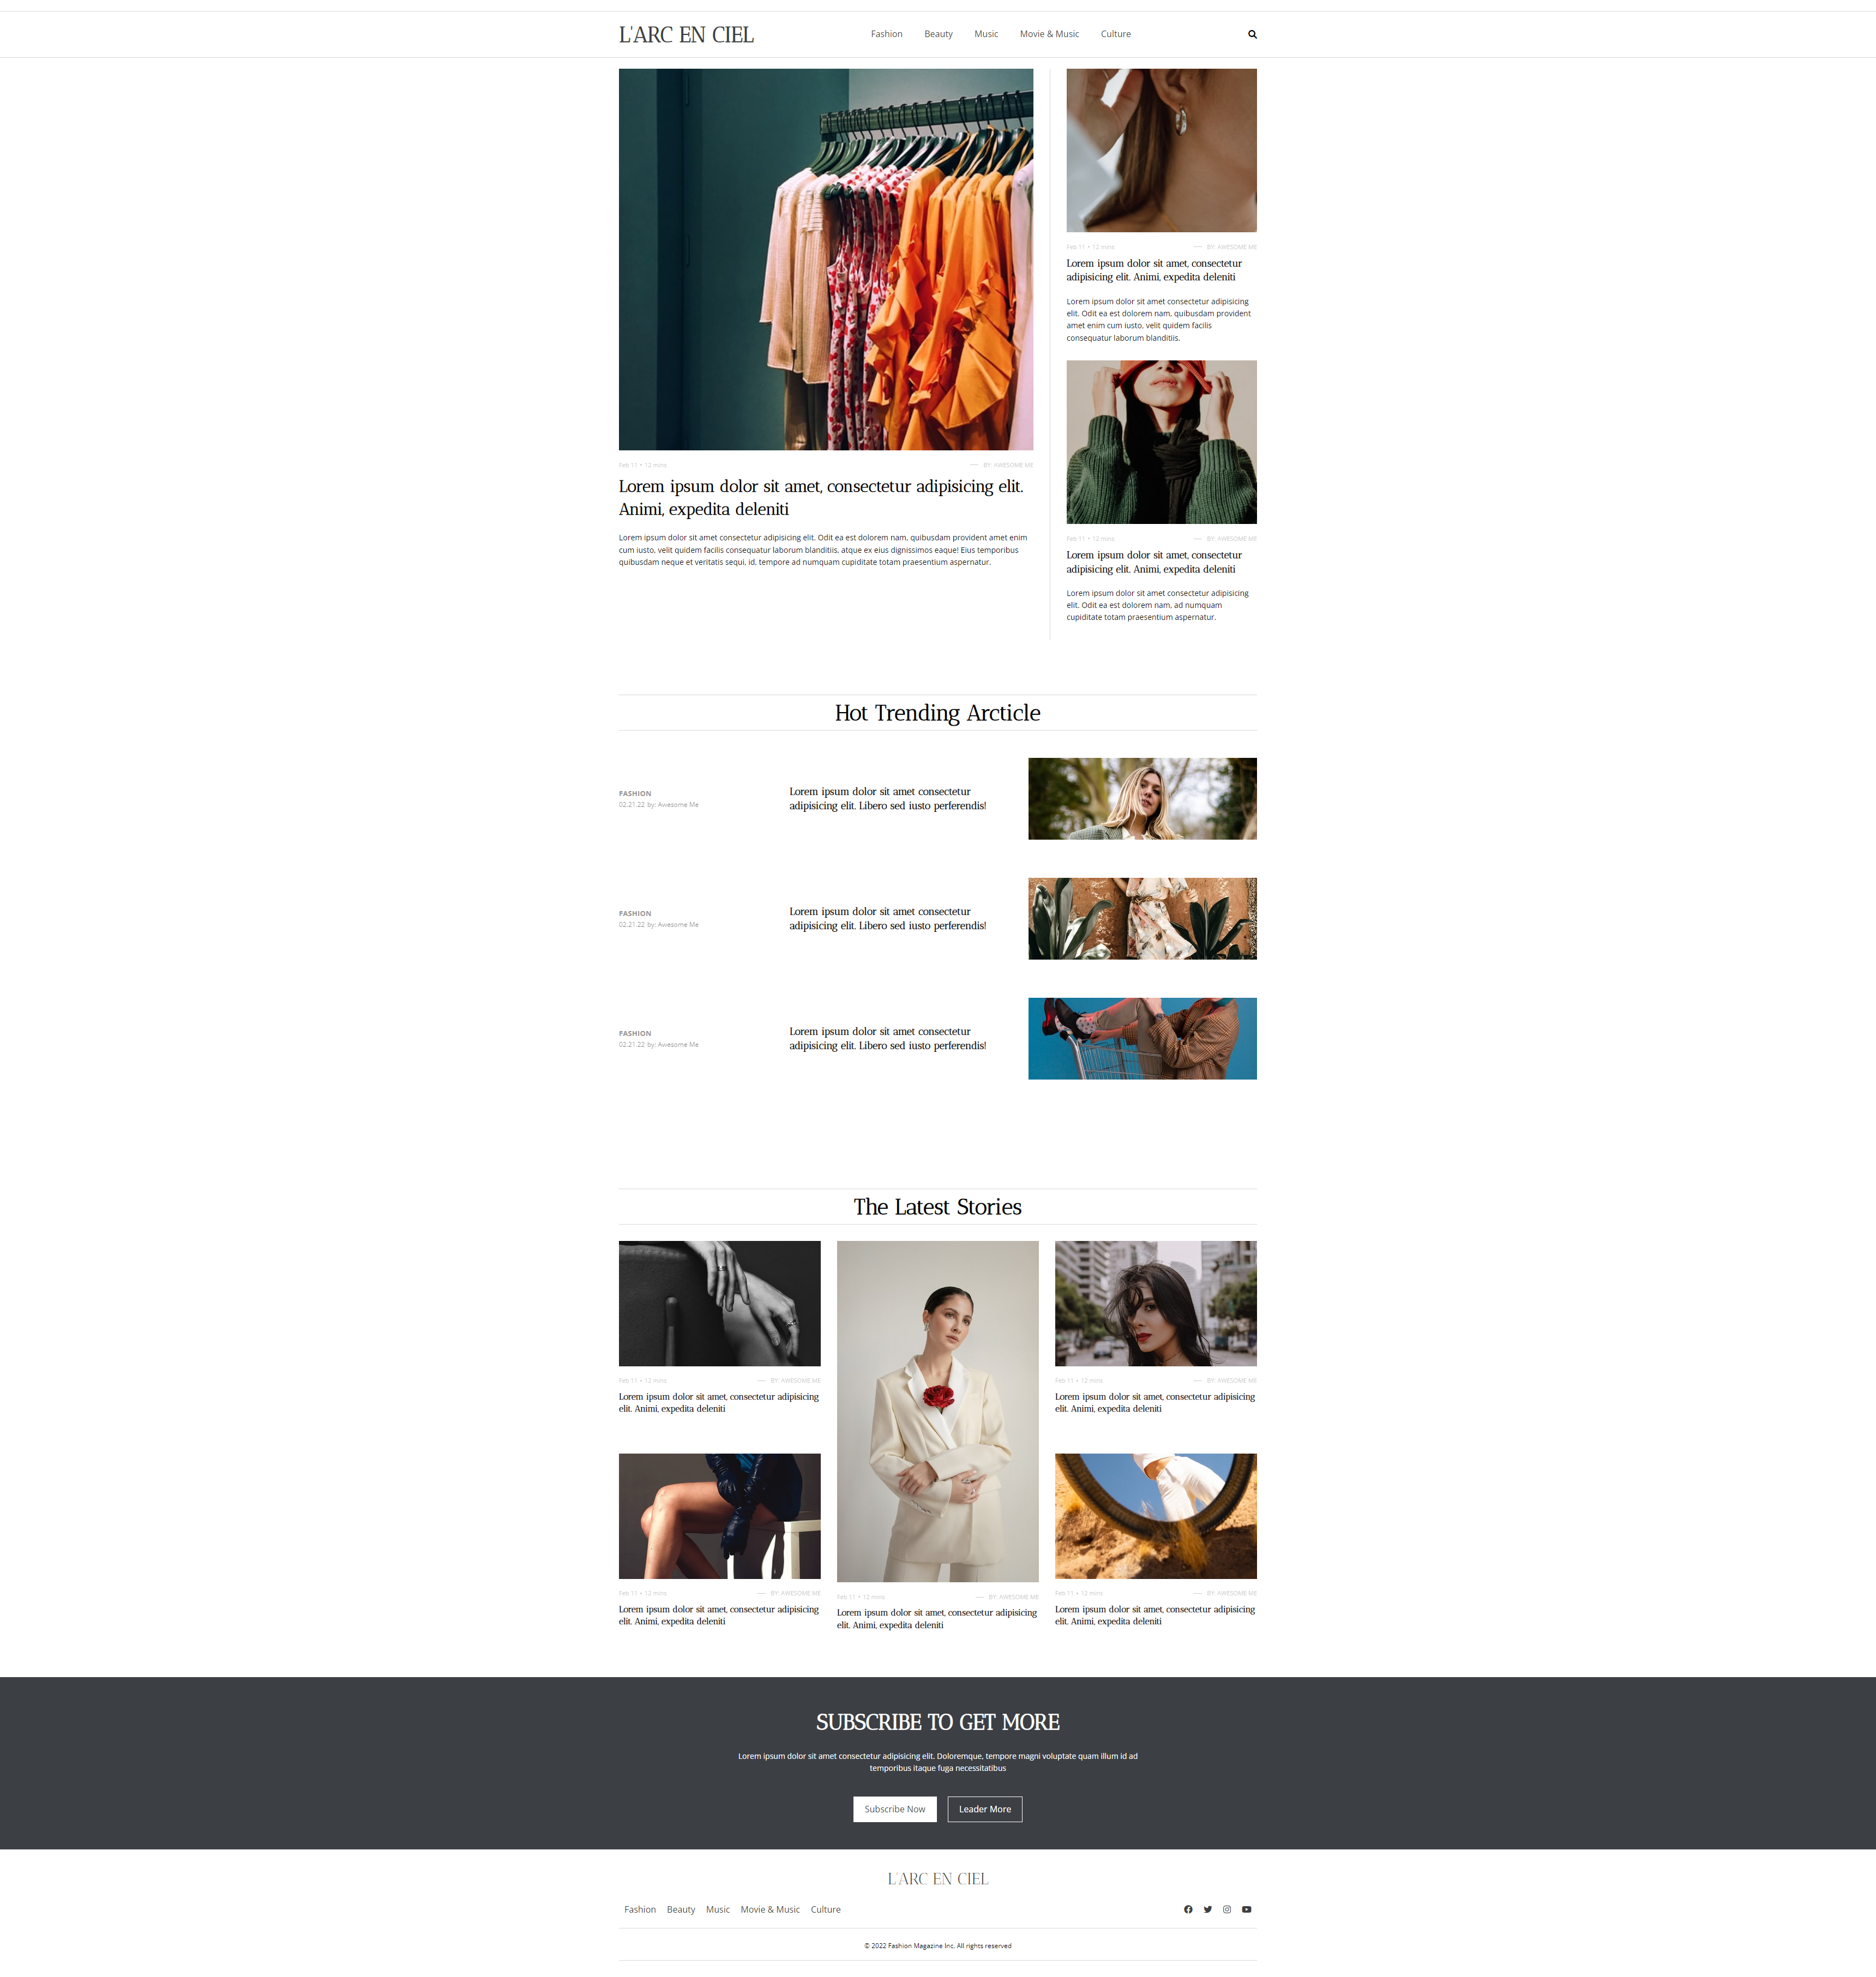 L'ARC EN CIEL
Fashion Beauty Music Movie & Music Culture
Feb 11 • 12 mins — BY: AWESOME ME
Lorem ipsum dolor sit amet, consectetur adipisicing elit.
Animi, expedita deleniti
Lorem ipsum dolor sit amet consectetur adipisicing elit. Odit ea est dolorem nam, quibusdam provident amet enim
cum iusto, velit quidem facilis consequatur laborum blanditiis, atque ex eius dignissimos eaque! Eius temporibus
quibusdam neque et veritatis sequi, id, tempore ad numquam cupiditate totam praesentium aspernatur.
Feb 11 • 12 mins — BY: AWESOME ME
Lorem ipsum dolor sit amet, consectetur
adipisicing elit. Animi, expedita deleniti
Lorem ipsum dolor sit amet consectetur adipisicing
elit. Odit ea est dolorem nam, quibusdam provident
amet enim cum iusto, velit quidem facilis
consequatur laborum blanditiis.
Feb 11 • 12 mins — BY: AWESOME ME
Lorem ipsum dolor sit amet, consectetur
adipisicing elit. Animi, expedita deleniti
Lorem ipsum dolor sit amet consectetur adipisicing
elit. Odit ea est dolorem nam, ad numquam
cupiditate totam praesentium aspernatur.
Hot Trending Arcticle
FASHION
02.21.22 by: Awesome Me
Lorem ipsum dolor sit amet consectetur
adipisicing elit. Libero sed iusto perferendis!
FASHION
02.21.22 by: Awesome Me
Lorem ipsum dolor sit amet consectetur
adipisicing elit. Libero sed iusto perferendis!
FASHION
02.21.22 by: Awesome Me
Lorem ipsum dolor sit amet consectetur
adipisicing elit. Libero sed iusto perferendis!
The Latest Stories
Feb 11 • 12 mins — BY: AWESOME ME
Lorem ipsum dolor sit amet, consectetur adipisicing
elit. Animi, expedita deleniti
Feb 11 • 12 mins — BY: AWESOME ME
Lorem ipsum dolor sit amet, consectetur adipisicing
elit. Animi, expedita deleniti
Feb 11 • 12 mins — BY: AWESOME ME
Lorem ipsum dolor sit amet, consectetur adipisicing
elit. Animi, expedita deleniti
Feb 11 • 12 mins — BY: AWESOME ME
Lorem ipsum dolor sit amet, consectetur adipisicing
elit. Animi, expedita deleniti
Feb 11 • 12 mins — BY: AWESOME ME
Lorem ipsum dolor sit amet, consectetur adipisicing
elit. Animi, expedita deleniti
SUBSCRIBE TO GET MORE
Lorem ipsum dolor sit amet consectetur adipisicing elit. Doloremque, tempore magni voluptate quam illum id ad
temporibus itaque fuga necessitatibus
Subscribe Now Leader More
L'ARC EN CIEL
Fashion Beauty Music Movie & Music Culture
© 2022 Fashion Magazine Inc. All rights reserved